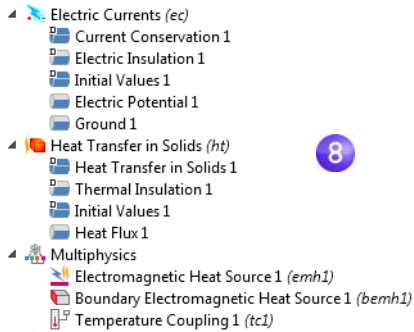 Electric Currents (ec)
Current Conservation 1
Electric Insulation 1
Initial Values 1
Electric Potential 1
Ground 1
Heat Transfer in Solids (ht)
8
Heat Transfer in Solids 1
Thermal Insulation 1
Initial Values 1
Heat Flux 1
Multiphysics
Electromagnetic Heat Source 1 (emh1)
Boundary Electromagnetic Heat Source 1 (bemh1)
Temperature Coupling 1 (tc1)